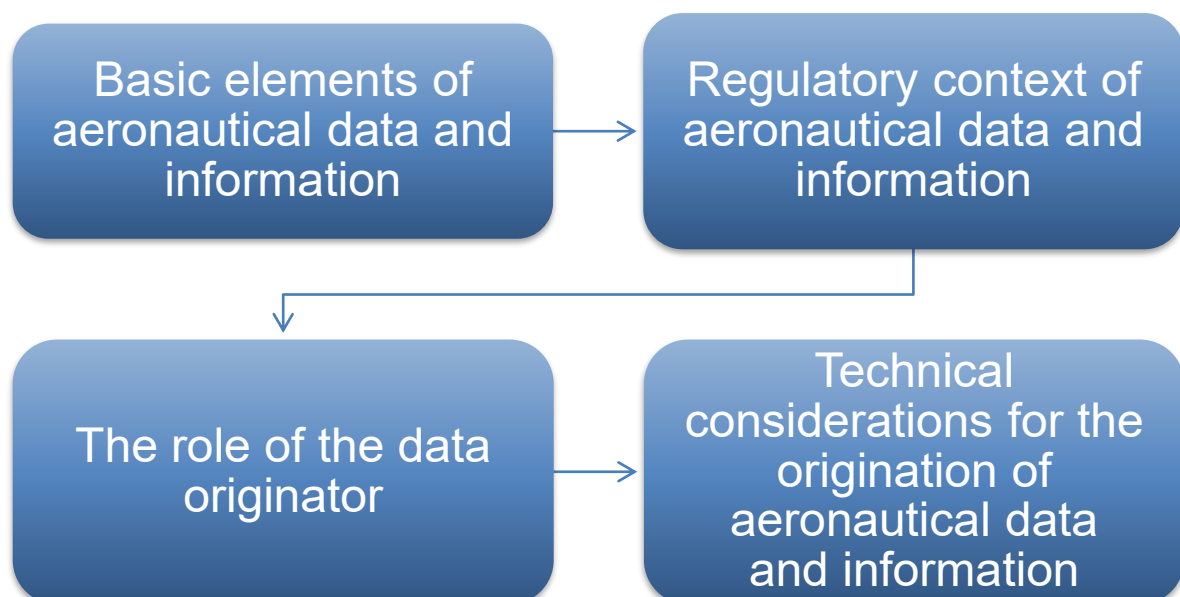 Basic elements of
aeronautical data and
information
Regulatory context of
aeronautical data and
information
The role of the data
originator
Technical
considerations for the
origination of
aeronautical data
and information